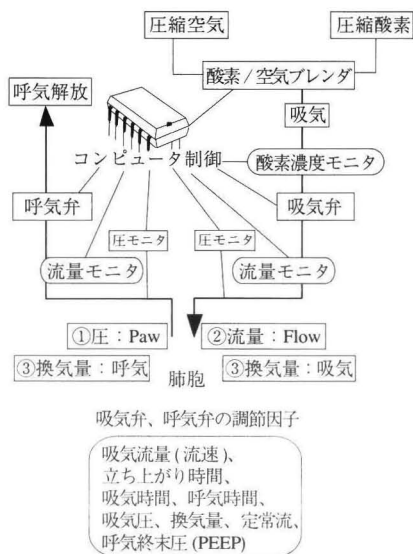 圧縮空気
圧縮酸素
酸素 / 空気ブレンダ
呼気解放
吸気
コンピュータ制御
酸素濃度モニタ
呼気弁
吸気弁
圧モニタ
圧モニタ
流量モニタ
流量モニタ
①圧：Paw
②流量：Flow
③換気量：呼気
肺胞
③換気量：吸気
吸気弁、呼気弁の調節因子
吸気流量 (流速)、
立ち上がり時間、
吸気時間、呼気時間、
吸気圧、換気量、定常流、
呼気終末圧 (PEEP)